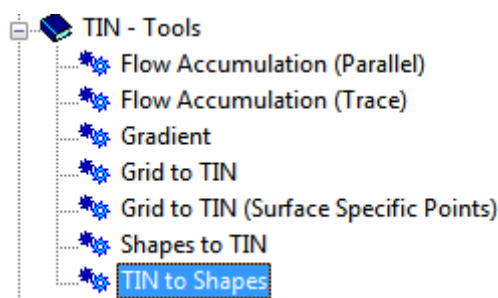 TIN - Tools
Flow Accumulation (Parallel)
Flow Accumulation (Trace)
Gradient
Grid to TIN
Grid to TIN (Surface Specific Points)
Shapes to TIN
TIN to Shapes